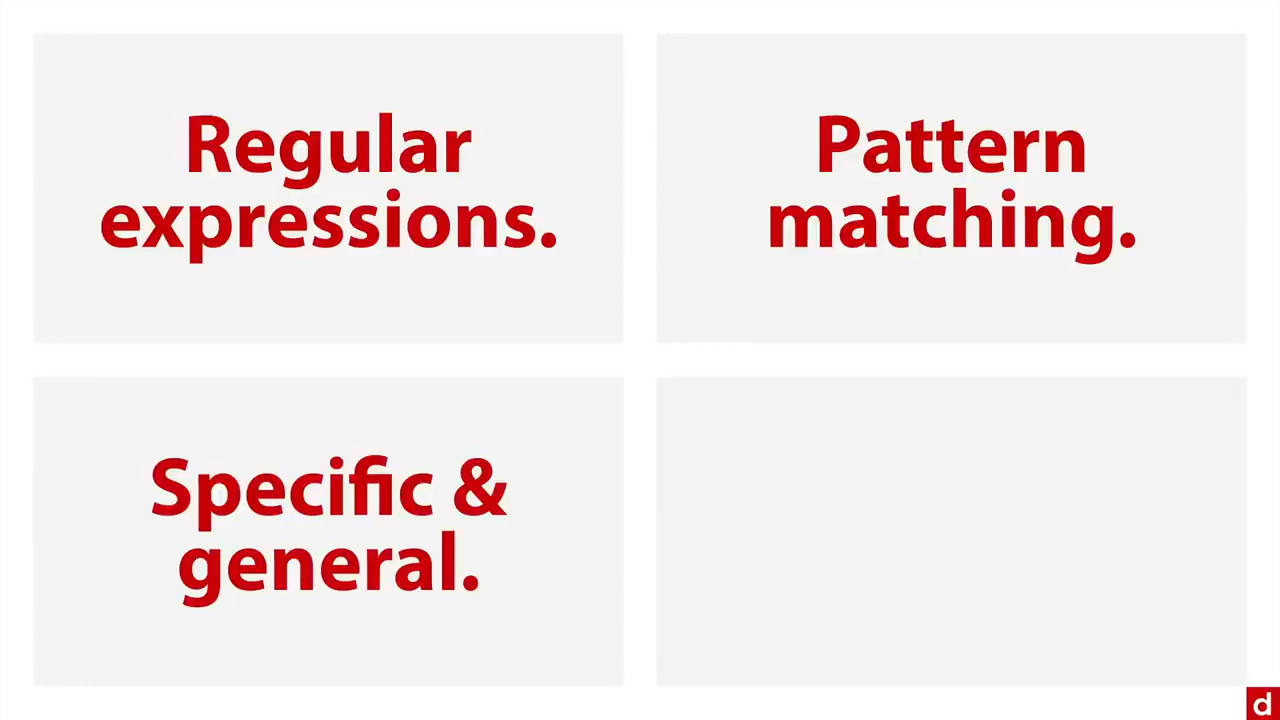 Regular
expressions.
Pattern
matching.
Specific &
general.
d